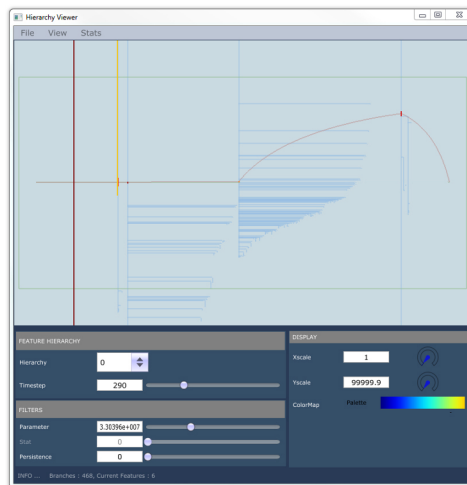 Hierarchy Viewer
File View Stats
FEATURE HIERARCHY
Hierarchy 0
Timestep 290
FILTERS
Parameter 3.30396e+007
Stat 0
Persistence 0
DISPLAY
Xscale 1
Yscale 99999.9
ColorMap Palette
INFO ... Branches : 468, Current Features : 6